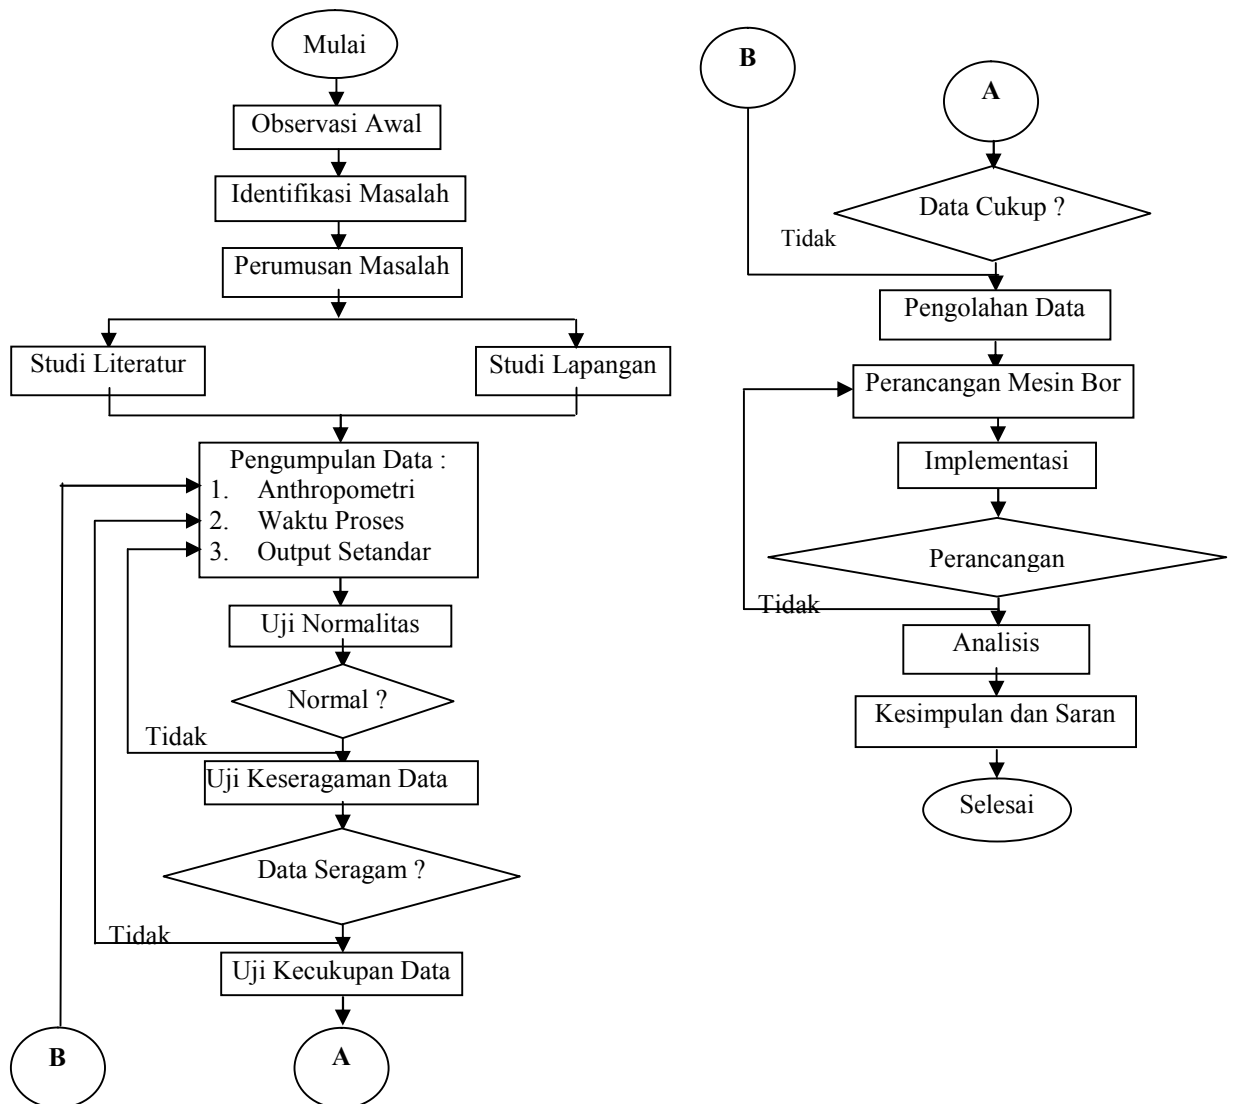 Mulai
Observasi Awal
Identifikasi Masalah
Perumusan Masalah
Studi Literatur
Studi Lapangan
Pengumpulan Data :
1. Anthropometri
2. Waktu Proses
3. Output Setandar
Uji Normalitas
Normal ?
Tidak
Uji Keseragaman Data
Data Seragam ?
Tidak
Uji Kecukupan Data
B
A
B
A
Data Cukup ?
Tidak
Pengolahan Data
Perancangan Mesin Bor
Implementasi
Perancangan
Tidak
Analisis
Kesimpulan dan Saran
Selesai